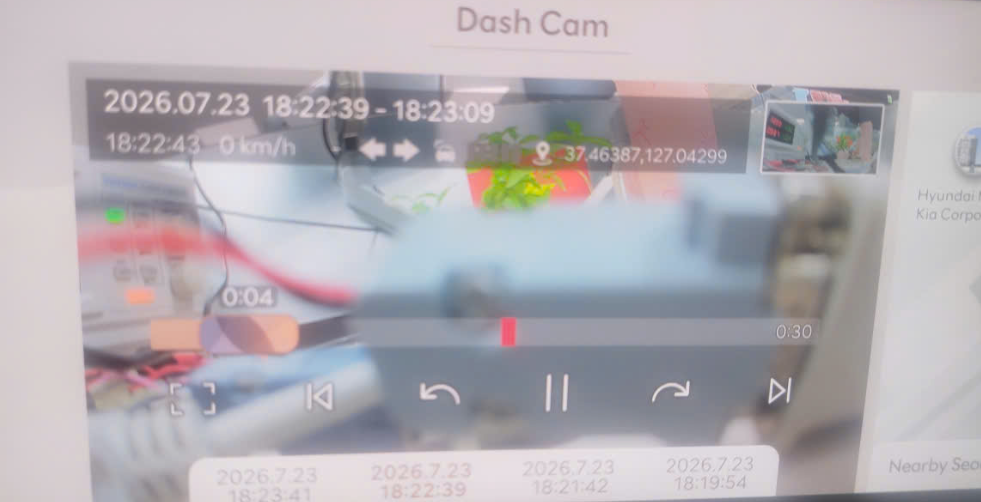 Dash Cam
2026.07.23 18:22:39 - 18:23:09
18:22:43 0 km/h
37.46387,127.04299
Hyundai
Kia Corpo
0:04
0:30
2026.7.23
18:23:41
2026.7.23
18:22:39
2026.7.23
18:21:42
2026.7.23
18:19:54
Nearby Sea